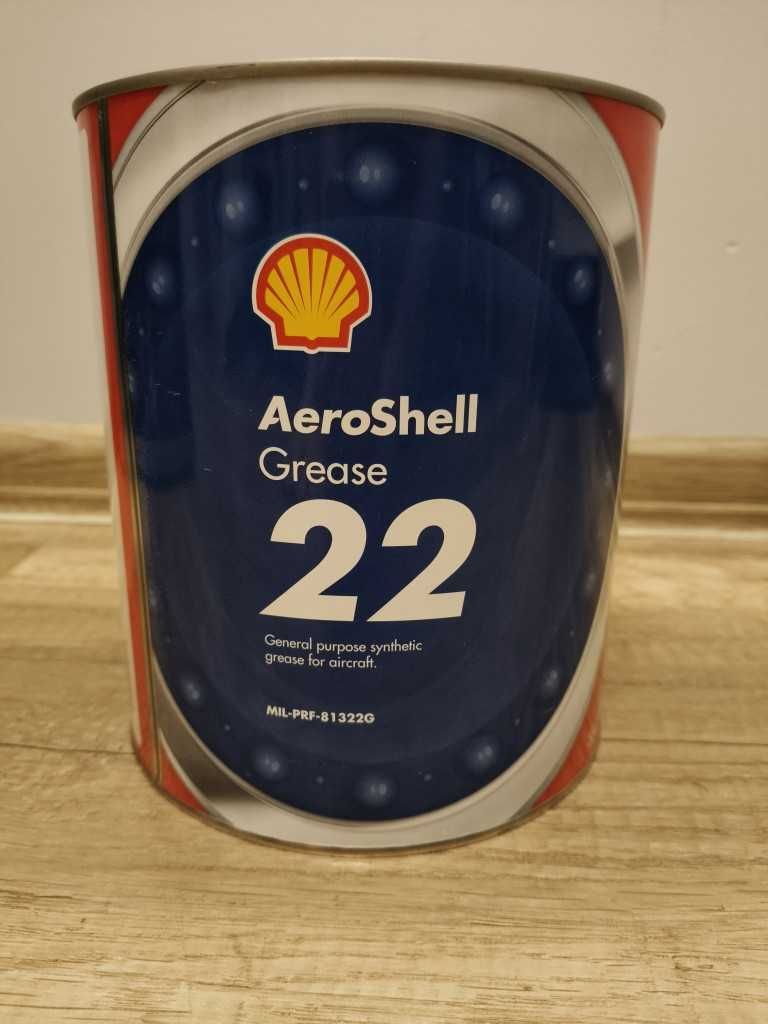 AeroShell
Grease
22
General purpose synthetic
grease for aircraft.
MIL-PRF-81322G